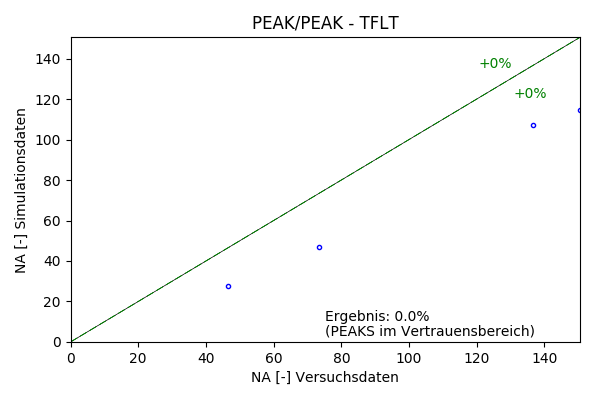 PEAK/PEAK - TFLT
NA [-] Simulationsdaten
140
120
100
80
60
40
20
0
+0%
+0%
Ergebnis: 0.0%
(PEAKS im Vertrauensbereich)
0 20 40 60 80 100 120 140
NA [-] Versuchsdaten